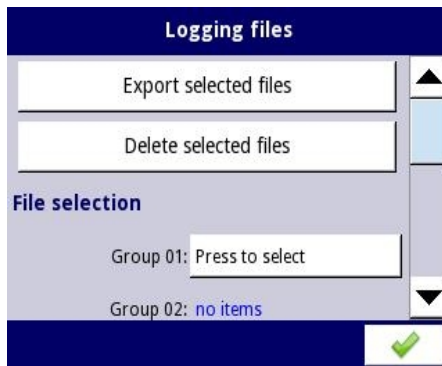 Logging files
Export selected files
Delete selected files
File selection
Group 01: Press to select
Group 02: no items